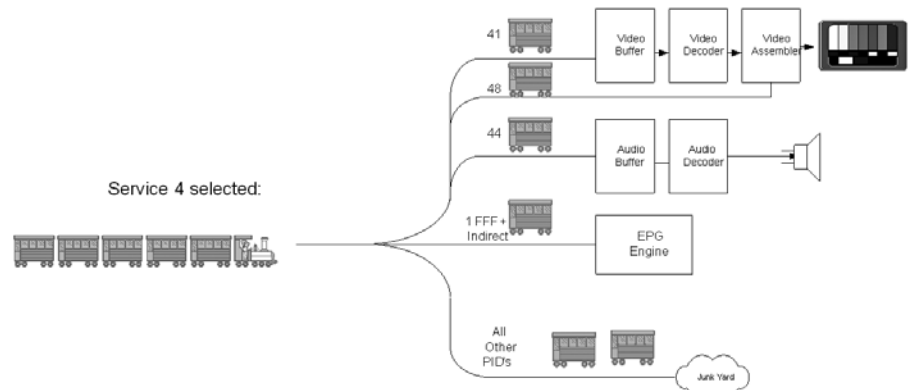 41
Video
Buffer
Video
Decoder
Video
Assembler
48
44
Audio
Buffer
Audio
Decoder
Service 4 selected:
1 FFF +
Indirect
EPG
Engine
All
Other
PID's
Junk Yard